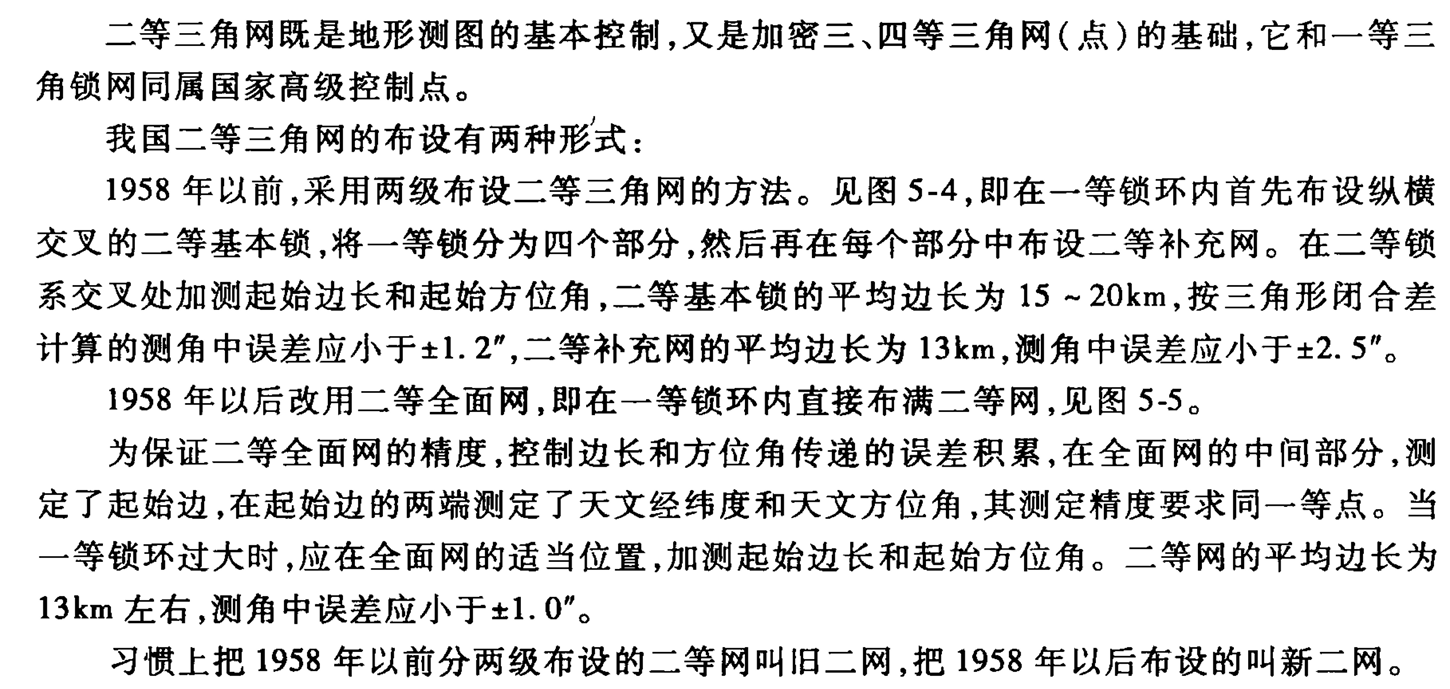 二等三角网既是地形测图的基本控制,又是加密三、四等三角网(点)的基础,它和一等三
角锁网同属国家高级控制点。
我国二等三角网的布设有两种形式:
1958 年以前,采用两级布设二等三角网的方法。见图 5-4,即在一等锁环内首先布设纵横
交叉的二等基本锁,将一等锁分为四个部分,然后再在每个部分中布设二等补充网。在二等锁
系交叉处加测起始边长和起始方位角,二等基本锁的平均边长为 15 ~ 20km,按三角形闭合差
计算的测角中误差应小于±1. 2″,二等补充网的平均边长为 13km,测角中误差应小于±2. 5″。
1958 年以后改用二等全面网,即在一等锁环内直接布满二等网,见图 5-5。
为保证二等全面网的精度,控制边长和方位角传递的误差积累,在全面网的中间部分,测
定了起始边,在起始边的两端测定了天文经纬度和天文方位角,其测定精度要求同一等点。当
一等锁环过大时,应在全面网的适当位置,加测起始边长和起始方位角。二等网的平均边长为
13km 左右,测角中误差应小于±1. 0″。
习惯上把 1958 年以前分两级布设的二等网叫旧二网,把 1958 年以后布设的叫新二网。